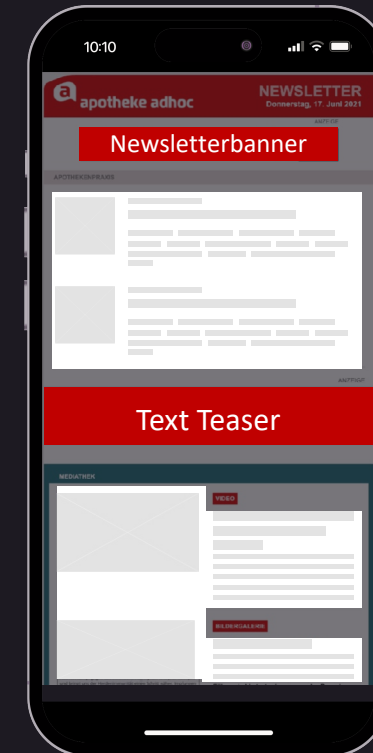 10:10
a
apotheke adhoc
NEWSLETTER
Donnerstag, 17. Juni 2021
ANZEIGE
Newsletterbanner
APOTHEKENPRAXIS
ANZEIGE
Text Teaser
MEDIATHEK
VIDEO
BILDERGALERIE